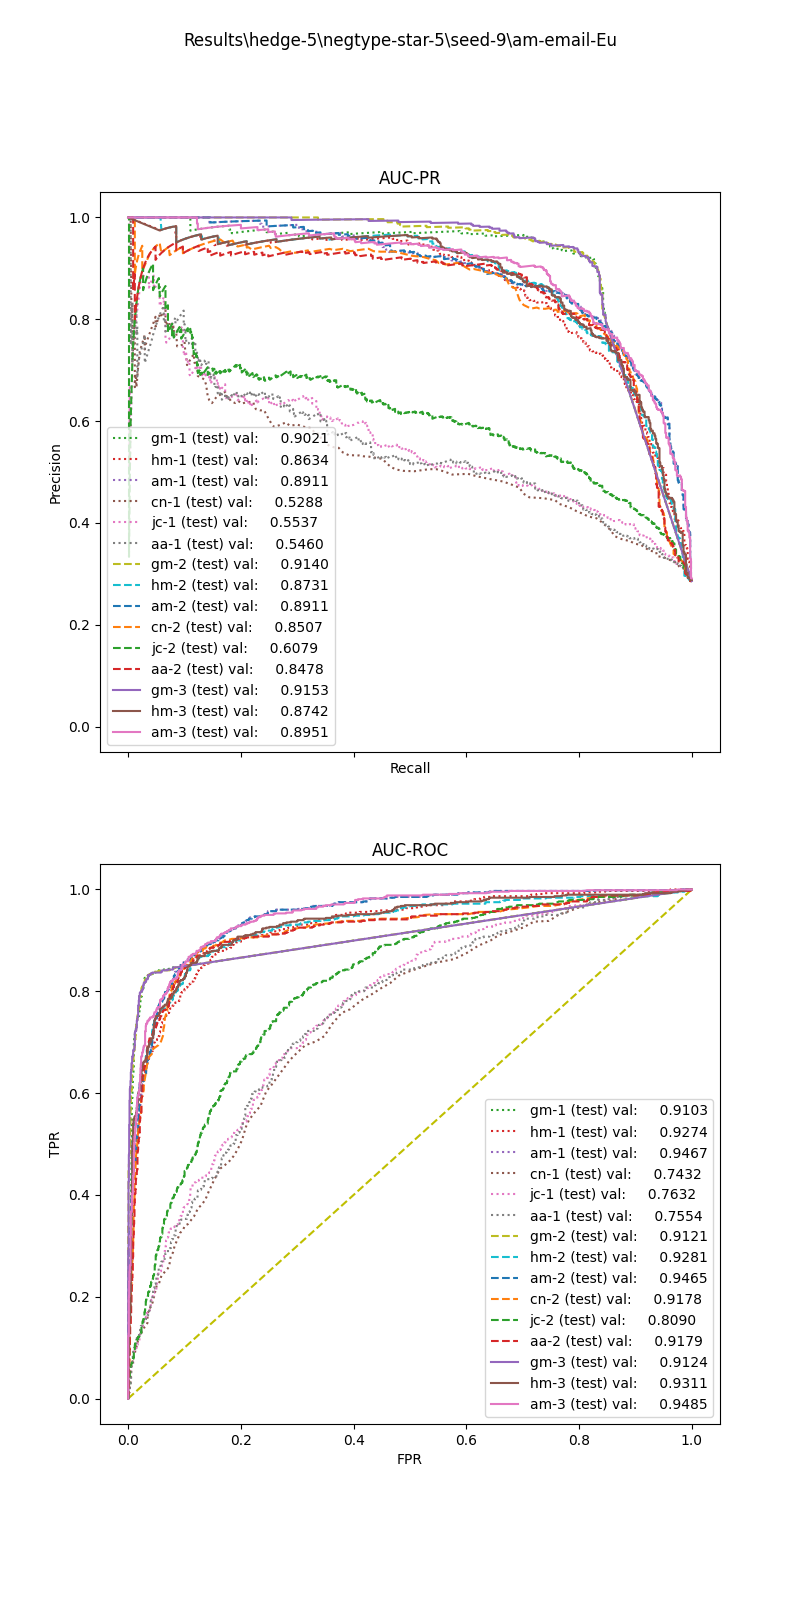 Results\hedge-5\negtype-star-5\seed-9\am-email-Eu
AUC-PR
1.0
0.8
0.6
0.4
0.2
0.0
Precision
gm-1 (test) val: 0.9021
hm-1 (test) val: 0.8634
am-1 (test) val: 0.8911
cn-1 (test) val: 0.5288
jc-1 (test) val: 0.5537
aa-1 (test) val: 0.5460
gm-2 (test) val: 0.9140
hm-2 (test) val: 0.8731
am-2 (test) val: 0.8911
cn-2 (test) val: 0.8507
jc-2 (test) val: 0.6079
aa-2 (test) val: 0.8478
gm-3 (test) val: 0.9153
hm-3 (test) val: 0.8742
am-3 (test) val: 0.8951
Recall
AUC-ROC
1.0
0.8
0.6
0.4
0.2
0.0
TPR
gm-1 (test) val: 0.9103
hm-1 (test) val: 0.9274
am-1 (test) val: 0.9467
cn-1 (test) val: 0.7432
jc-1 (test) val: 0.7632
aa-1 (test) val: 0.7554
gm-2 (test) val: 0.9121
hm-2 (test) val: 0.9281
am-2 (test) val: 0.9465
cn-2 (test) val: 0.9178
jc-2 (test) val: 0.8090
aa-2 (test) val: 0.9179
gm-3 (test) val: 0.9124
hm-3 (test) val: 0.9311
am-3 (test) val: 0.9485
0.0 0.2 0.4 0.6 0.8 1.0
FPR